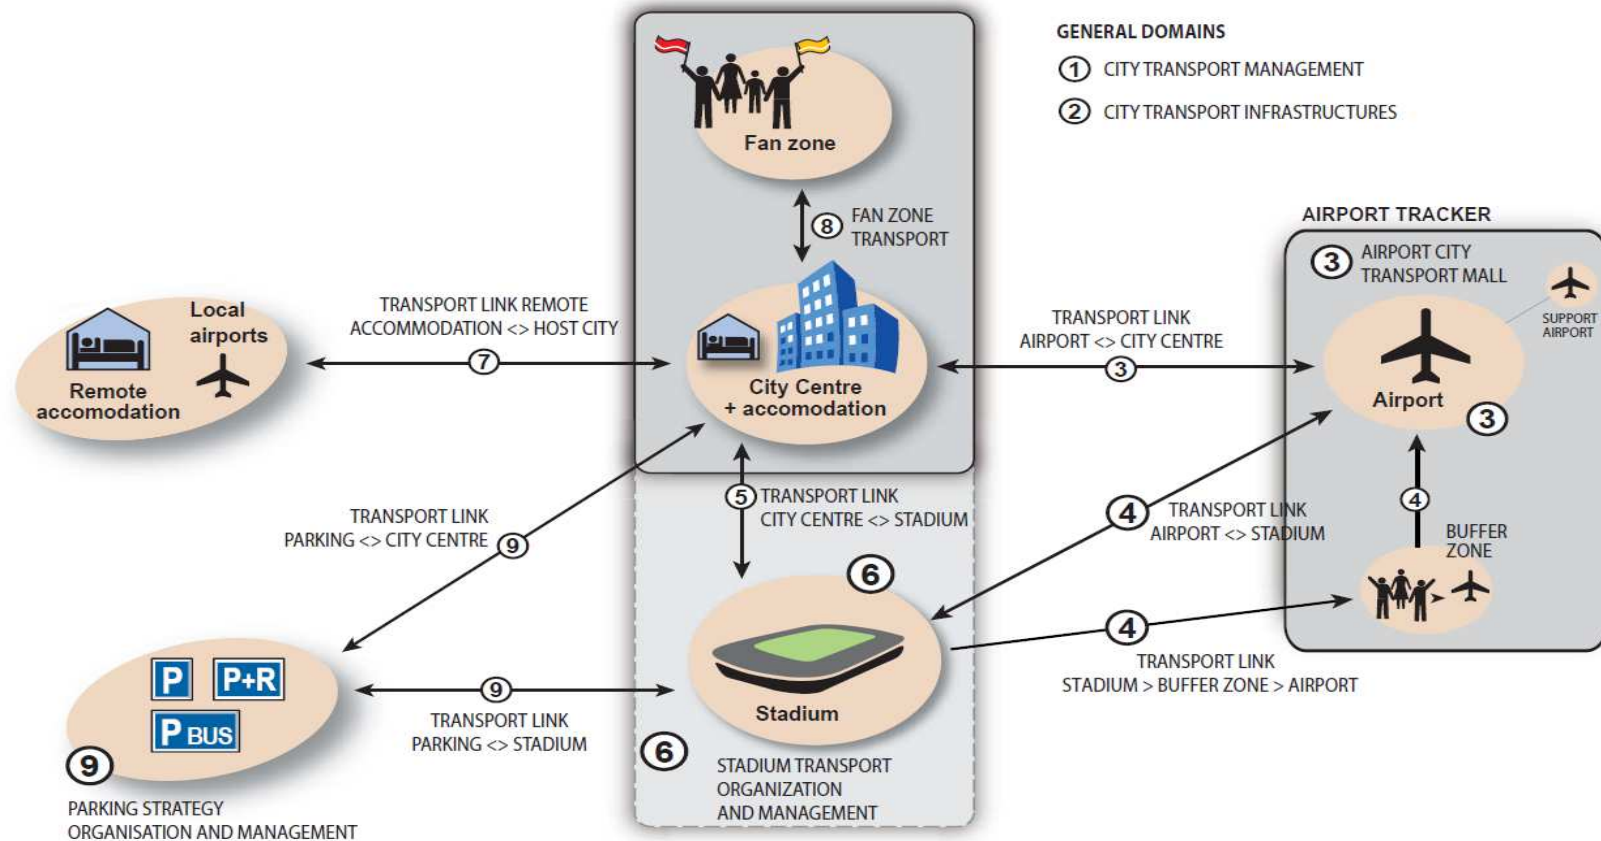 GENERAL DOMAINS
1 CITY TRANSPORT MANAGEMENT
2 CITY TRANSPORT INFRASTRUCTURES
Fan zone
8
FAN ZONE
TRANSPORT
AIRPORT TRACKER
3
AIRPORT CITY
TRANSPORT MALL
SUPPORT
AIRPORT
Airport
3
Local
airports
Remote
accomodation
TRANSPORT LINK REMOTE
ACCOMMODATION <> HOST CITY
7
City Centre
+ accomodation
TRANSPORT LINK
AIRPORT <> CITY CENTRE
3
TRANSPORT LINK
PARKING <> CITY CENTRE
9
5
TRANSPORT LINK
CITY CENTRE <> STADIUM
4
TRANSPORT LINK
AIRPORT <> STADIUM
4
BUFFER
ZONE
6
Stadium
4
TRANSPORT LINK
STADIUM > BUFFER ZONE > AIRPORT
P
P+R
P BUS
9
9
TRANSPORT LINK
PARKING <> STADIUM
6
STADIUM TRANSPORT
ORGANIZATION
AND MANAGEMENT
PARKING STRATEGY
ORGANISATION AND MANAGEMENT